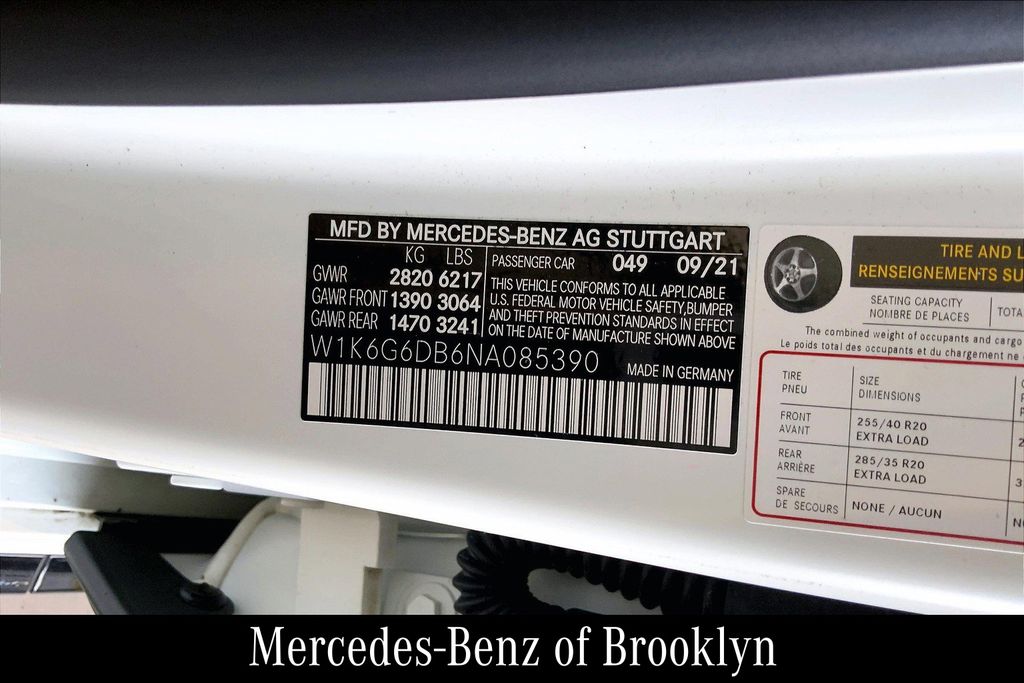 MFD BY MERCEDES-BENZ AG STUTTGART
KG LBS
GVWR 2820 6217
GAWR FRONT 1390 3064
GAWR REAR 1470 3241
PASSENGER CAR 049 09/21
THIS VEHICLE CONFORMS TO ALL APPLICABLE
U.S. FEDERAL MOTOR VEHICLE SAFETY,BUMPER
AND THEFT PREVENTION STANDARDS IN EFFECT
ON THE DATE OF MANUFACTURE SHOWN ABOVE
W1K6G6DB6NA085390
MADE IN GERMANY
TIRE AND
RENSEIGNEMENTS
SEATING CAPACITY
NOMBRE DE PLACES
The combined weight of occupants and cargo
Le poids total des occupants et du chargement ne
TIRE
PNEU
SIZE
DIMENSIONS
FRONT
AVANT
255/40 R20
EXTRA LOAD
REAR
ARRIÈRE
285/35 R20
EXTRA LOAD
SPARE
DE SECOURS
NONE / AUCUN
Mercedes-Benz of Brooklyn